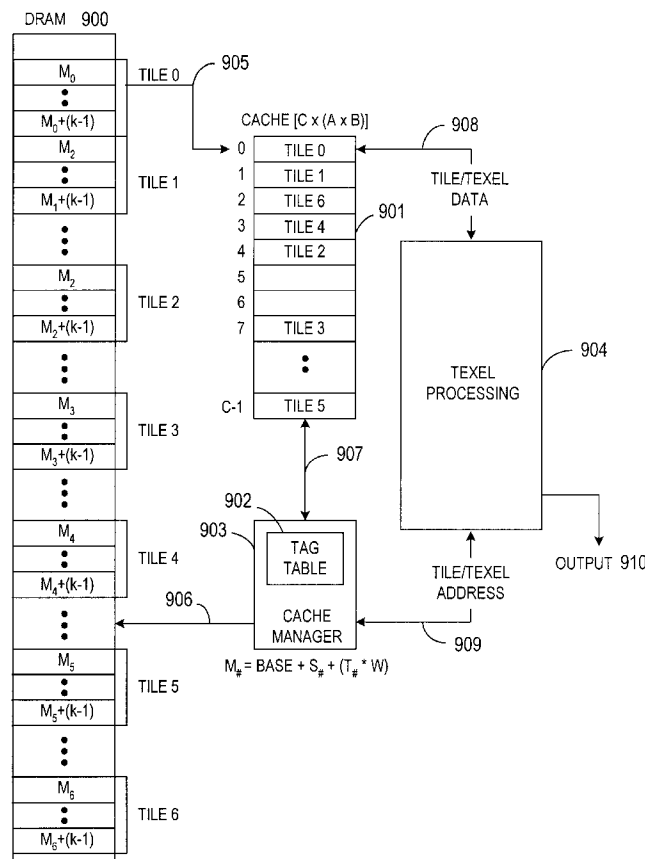 DRAM 900
M0
M0+(k-1)
TILE 0
M2
M1+(k-1)
TILE 1
M2
M2+(k-1)
TILE 2
M3
M3+(k-1)
TILE 3
M4
M4+(k-1)
TILE 4
M5
M5+(k-1)
TILE 5
M6
M6+(k-1)
TILE 6
905
CACHE [C x (A x B)]
0 TILE 0
1 TILE 1
2 TILE 6
3 TILE 4
4 TILE 2
5
6
7 TILE 3
C-1 TILE 5
901
907
902
903
TAG
TABLE
CACHE
MANAGER
906
M# = BASE + S# + (T# * W)
908
TILE/TEXEL
DATA
TEXEL
PROCESSING
904
TILE/TEXEL
ADDRESS
909
OUTPUT 910